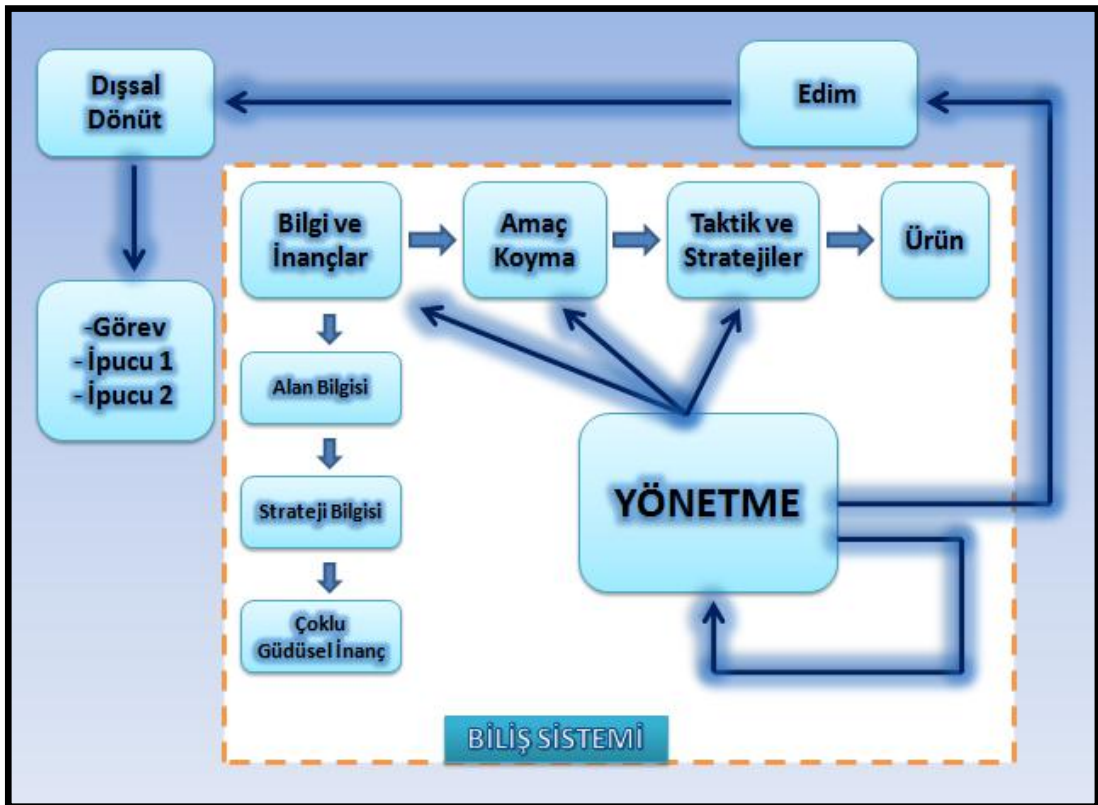 Dışsal
Dönüt
Edim
Bilgi ve
İnançlar
Amaç
Koyma
Taktik ve
Stratejiler
Ürün
-Görev
- İpucu 1
- İpucu 2
Alan Bilgisi
Strateji Bilgisi
Çoklu
Güdüsel İnanç
YÖNETME
BİLİŞ SİSTEMİ